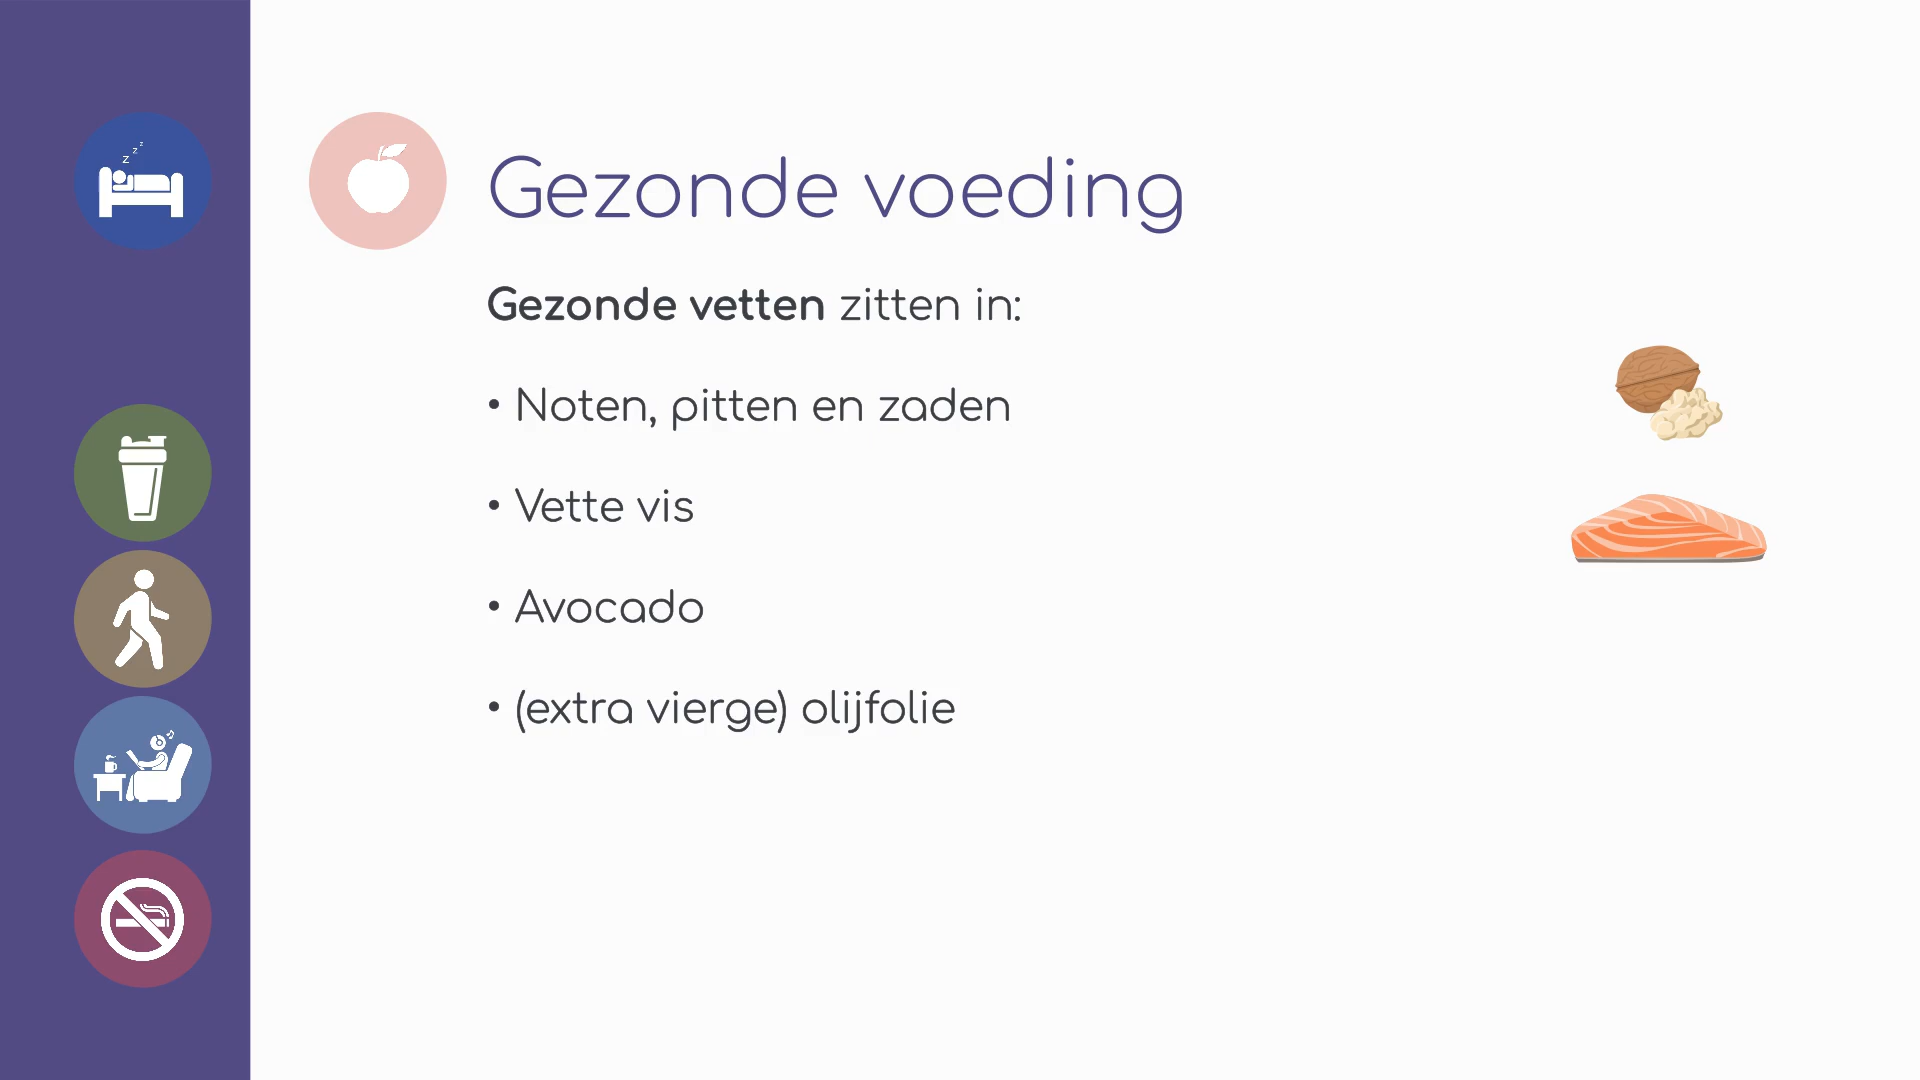 Gezonde voeding
Gezonde vetten zitten in:
• Noten, pitten en zaden
• Vette vis
• Avocado
• (extra vierge) olijfolie
z z z